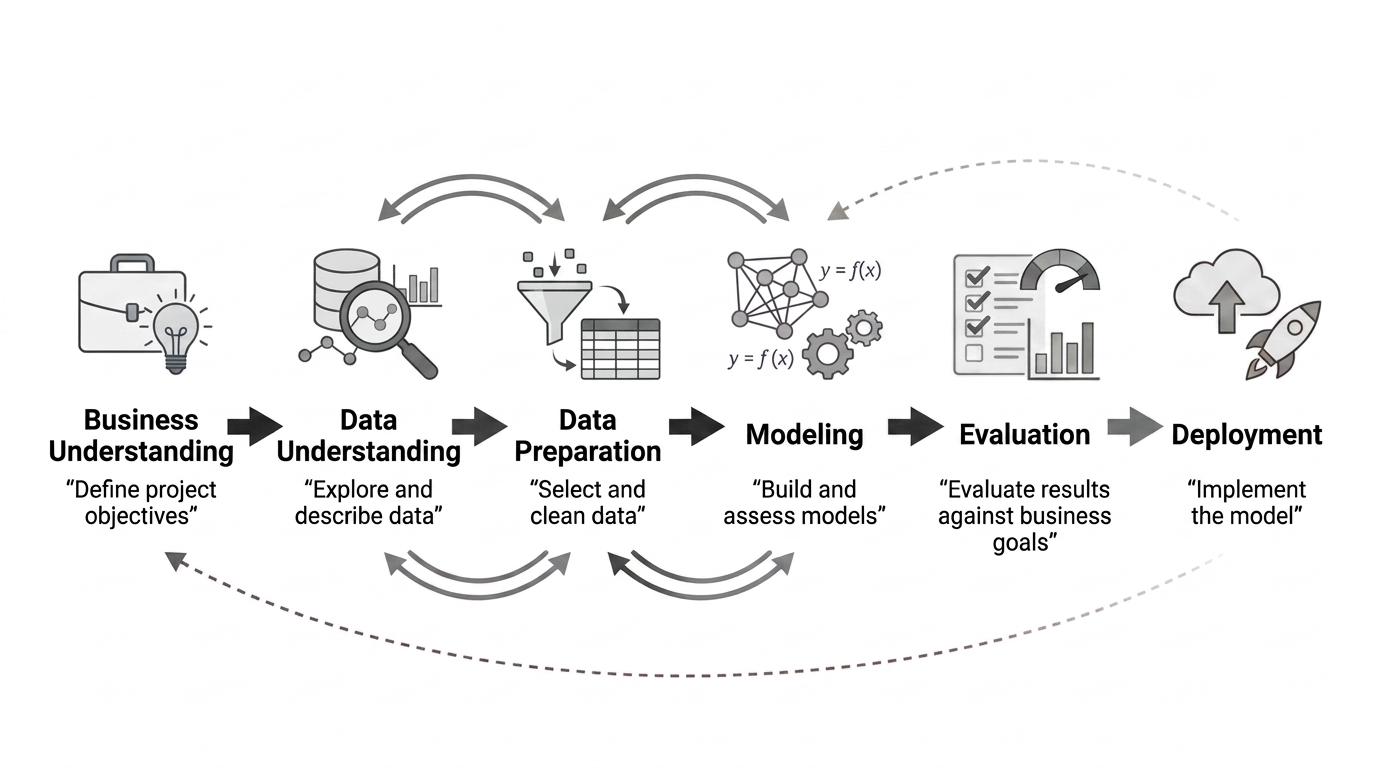 y = f(x)
y = f (x)
Business
Understanding
“Define project
objectives”
Data
Understanding
“Explore and
describe data”
Data
Preparation
“Select and
clean data”
Modeling
“Build and
assess models”
Evaluation
“Evaluate results
against business
goals”
Deployment
“Implement
the model”